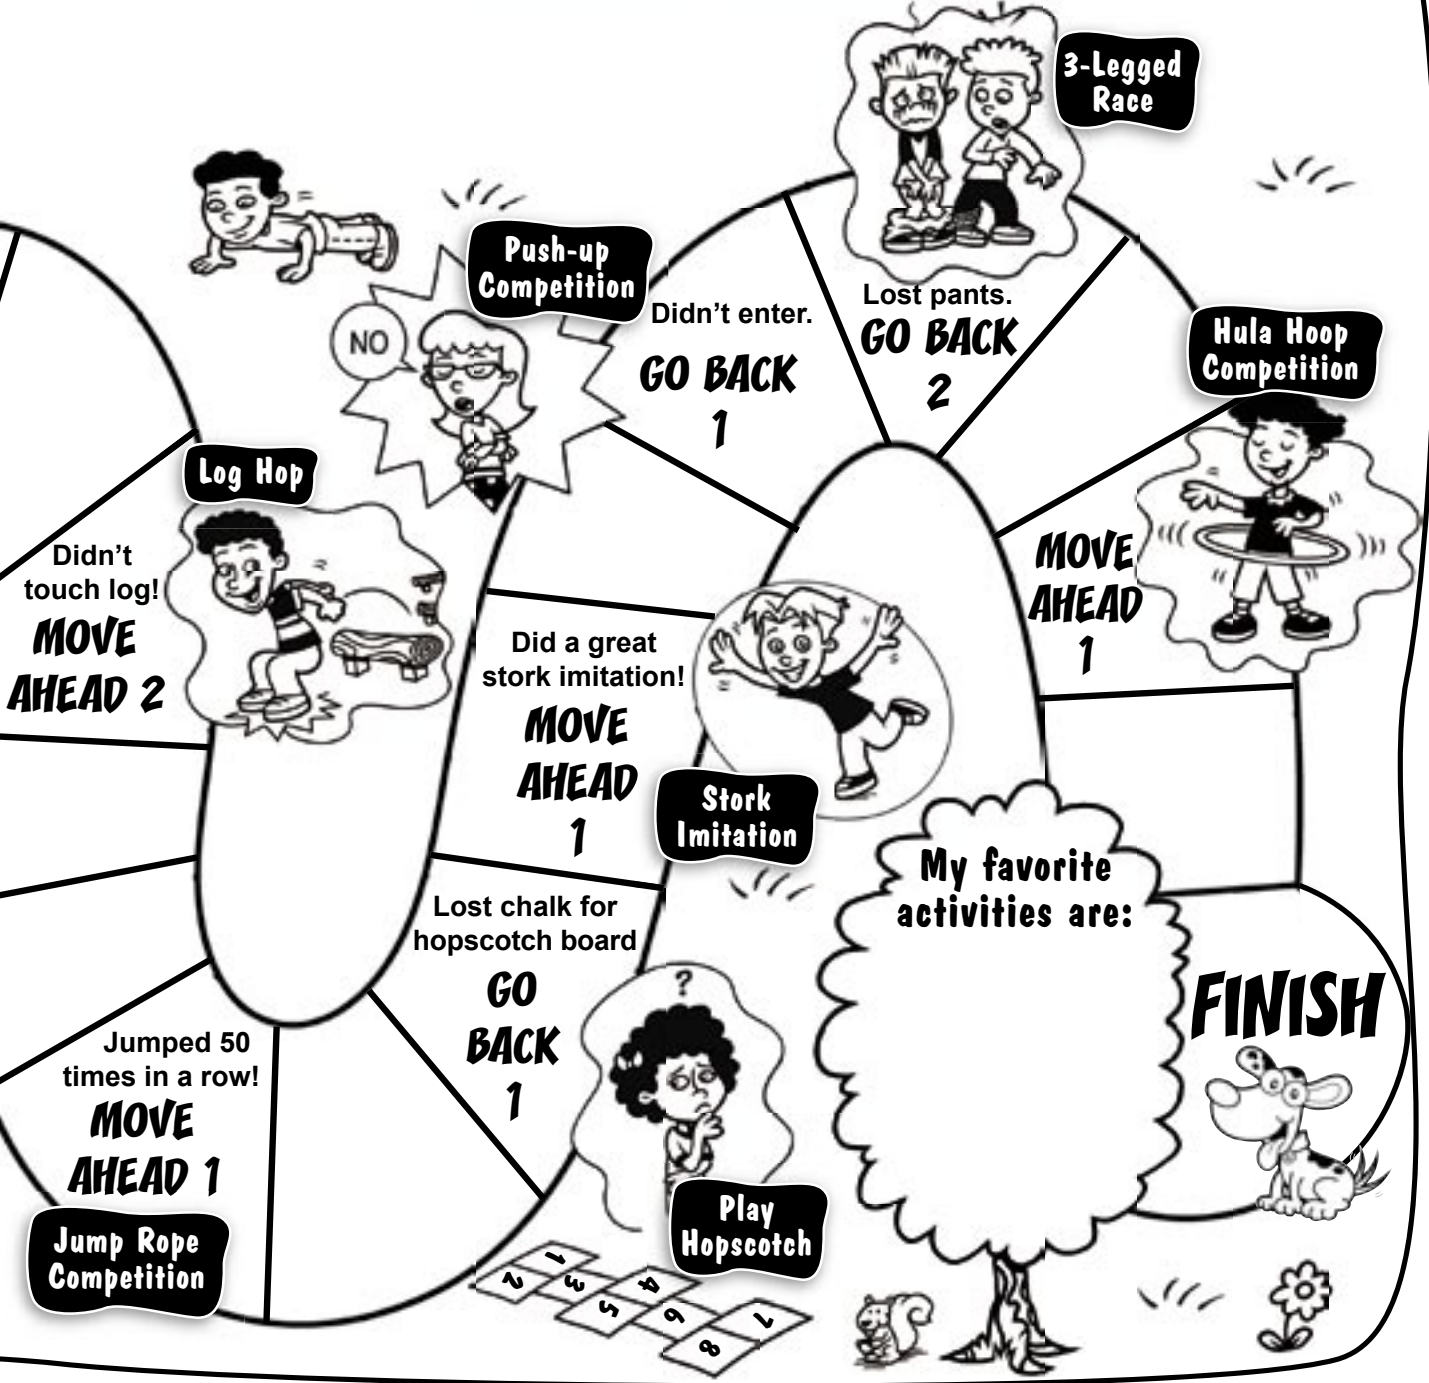 3-Legged
Race
Push-up
Competition
Didn't enter.
GO BACK
1
Lost pants.
GO BACK
2
Hula Hoop
Competition
NO
MOVE
AHEAD
1
Log Hop
Didn't
touch log!
MOVE
AHEAD 2
Did a great
stork imitation!
MOVE
AHEAD
1
Stork
Imitation
My favorite
activities are:
Lost chalk for
hopscotch board
GO
BACK
1
?
Play
Hopscotch
FINISH
Jumped 50
times in a row!
MOVE
AHEAD 1
Jump Rope
Competition
1
2
3
4
5
6
7
8